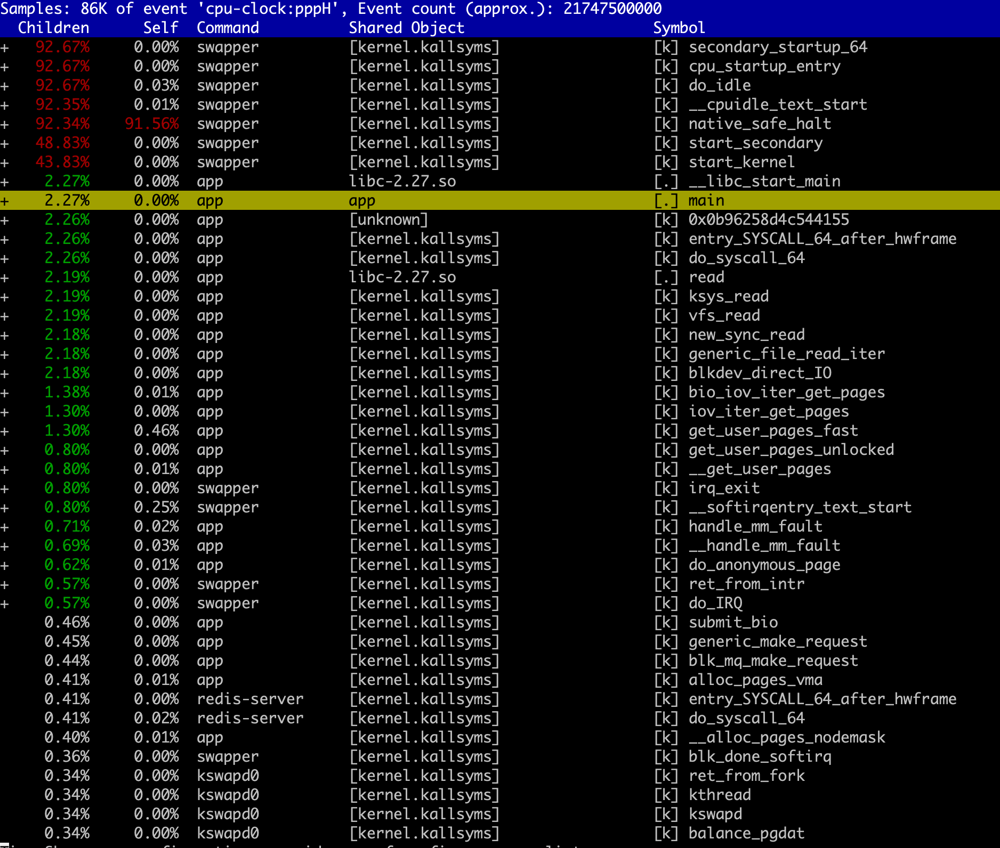 Samples: 86K of event 'cpu-clock:pppH', Event count (approx.): 21747500000
Children Self Command Shared Object Symbol
+ 92.67% 0.00% swapper [kernel.kallsyms] [k] secondary_startup_64
+ 92.67% 0.00% swapper [kernel.kallsyms] [k] cpu_startup_entry
+ 92.67% 0.03% swapper [kernel.kallsyms] [k] do_idle
+ 92.35% 0.01% swapper [kernel.kallsyms] [k] __cpuidle_text_start
+ 92.34% 91.56% swapper [kernel.kallsyms] [k] native_safe_halt
+ 48.83% 0.00% swapper [kernel.kallsyms] [k] start_secondary
+ 43.83% 0.00% swapper [kernel.kallsyms] [k] start_kernel
+ 2.27% 0.00% app libc-2.27.so [.] __libc_start_main
+ 2.27% 0.00% app app [.] main
+ 2.26% 0.00% app [unknown] [k] 0x0b96258d4c544155
+ 2.26% 0.00% app [kernel.kallsyms] [k] entry_SYSCALL_64_after_hwframe
+ 2.26% 0.00% app [kernel.kallsyms] [k] do_syscall_64
+ 2.19% 0.00% app libc-2.27.so [.] read
+ 2.19% 0.00% app [kernel.kallsyms] [k] ksys_read
+ 2.19% 0.00% app [kernel.kallsyms] [k] vfs_read
+ 2.18% 0.00% app [kernel.kallsyms] [k] new_sync_read
+ 2.18% 0.00% app [kernel.kallsyms] [k] generic_file_read_iter
+ 2.18% 0.00% app [kernel.kallsyms] [k] blkdev_direct_IO
+ 1.38% 0.01% app [kernel.kallsyms] [k] bio_iov_iter_get_pages
+ 1.30% 0.00% app [kernel.kallsyms] [k] iov_iter_get_pages
+ 1.30% 0.46% app [kernel.kallsyms] [k] get_user_pages_fast
+ 0.80% 0.00% app [kernel.kallsyms] [k] get_user_pages_unlocked
+ 0.80% 0.01% app [kernel.kallsyms] [k] __get_user_pages
+ 0.80% 0.00% swapper [kernel.kallsyms] [k] irq_exit
+ 0.80% 0.25% swapper [kernel.kallsyms] [k] __softirqentry_text_start
+ 0.71% 0.02% app [kernel.kallsyms] [k] handle_mm_fault
+ 0.69% 0.03% app [kernel.kallsyms] [k] __handle_mm_fault
+ 0.62% 0.01% app [kernel.kallsyms] [k] do_anonymous_page
+ 0.57% 0.00% swapper [kernel.kallsyms] [k] ret_from_intr
+ 0.57% 0.00% swapper [kernel.kallsyms] [k] do_IRQ
0.46% 0.00% app [kernel.kallsyms] [k] submit_bio
0.45% 0.00% app [kernel.kallsyms] [k] generic_make_request
0.44% 0.00% app [kernel.kallsyms] [k] blk_mq_make_request
0.41% 0.01% app [kernel.kallsyms] [k] alloc_pages_vma
0.41% 0.00% redis-server [kernel.kallsyms] [k] entry_SYSCALL_64_after_hwframe
0.41% 0.02% redis-server [kernel.kallsyms] [k] do_syscall_64
0.40% 0.01% app [kernel.kallsyms] [k] __alloc_pages_nodemask
0.36% 0.00% swapper [kernel.kallsyms] [k] blk_done_softirq
0.34% 0.00% kswapd0 [kernel.kallsyms] [k] ret_from_fork
0.34% 0.00% kswapd0 [kernel.kallsyms] [k] kthread
0.34% 0.00% kswapd0 [kernel.kallsyms] [k] kswapd
0.34% 0.00% kswapd0 [kernel.kallsyms] [k] balance_pgdat